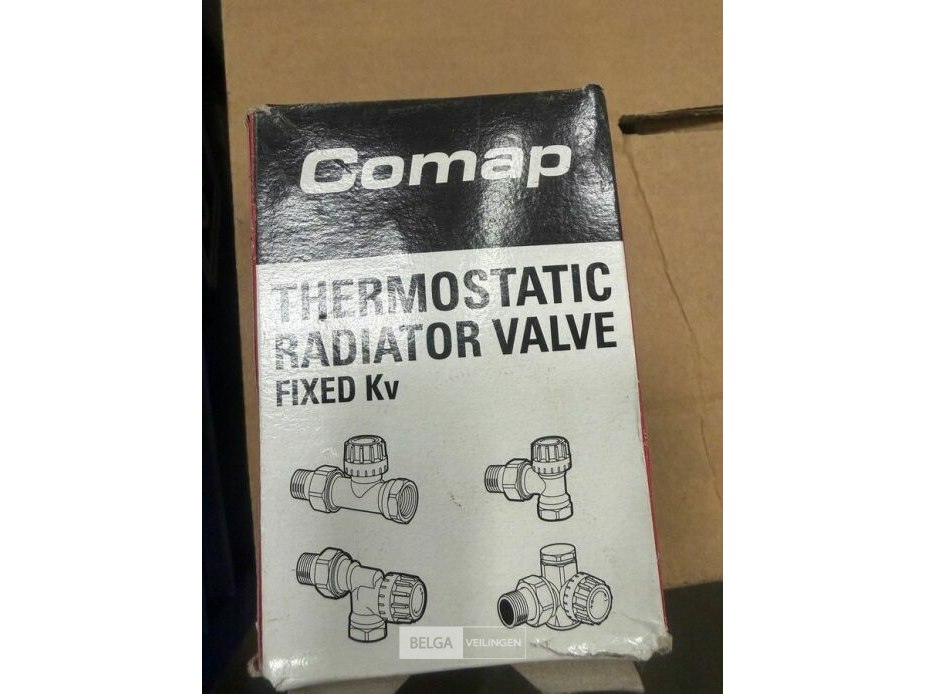 Comap
THERMOSTATIC
RADIATOR VALVE
FIXED Kv
BELGA VEILINGEN